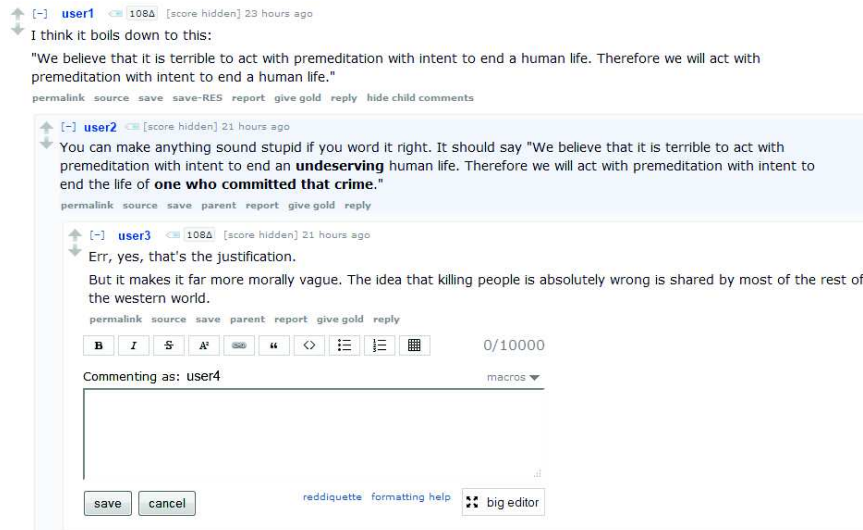 [-] user1 108Δ [score hidden] 23 hours ago
I think it boils down to this:
"We believe that it is terrible to act with premeditation with intent to end a human life. Therefore we will act with
premeditation with intent to end a human life."
permalink source save save-RES report give gold reply hide child comments
[-] user2 [score hidden] 21 hours ago
You can make anything sound stupid if you word it right. It should say "We believe that it is terrible to act with
premeditation with intent to end an undeserving human life. Therefore we will act with premeditation with intent to
end the life of one who committed that crime."
permalink source save parent report give gold reply
[-] user3 108Δ [score hidden] 21 hours ago
Err, yes, that's the justification.
But it makes it far more morally vague. The idea that killing people is absolutely wrong is shared by most of the rest of
the western world.
permalink source save parent report give gold reply
B I S A² “ <> 0/10000
Commenting as: user4 macros
save cancel reddiquette formatting help big editor